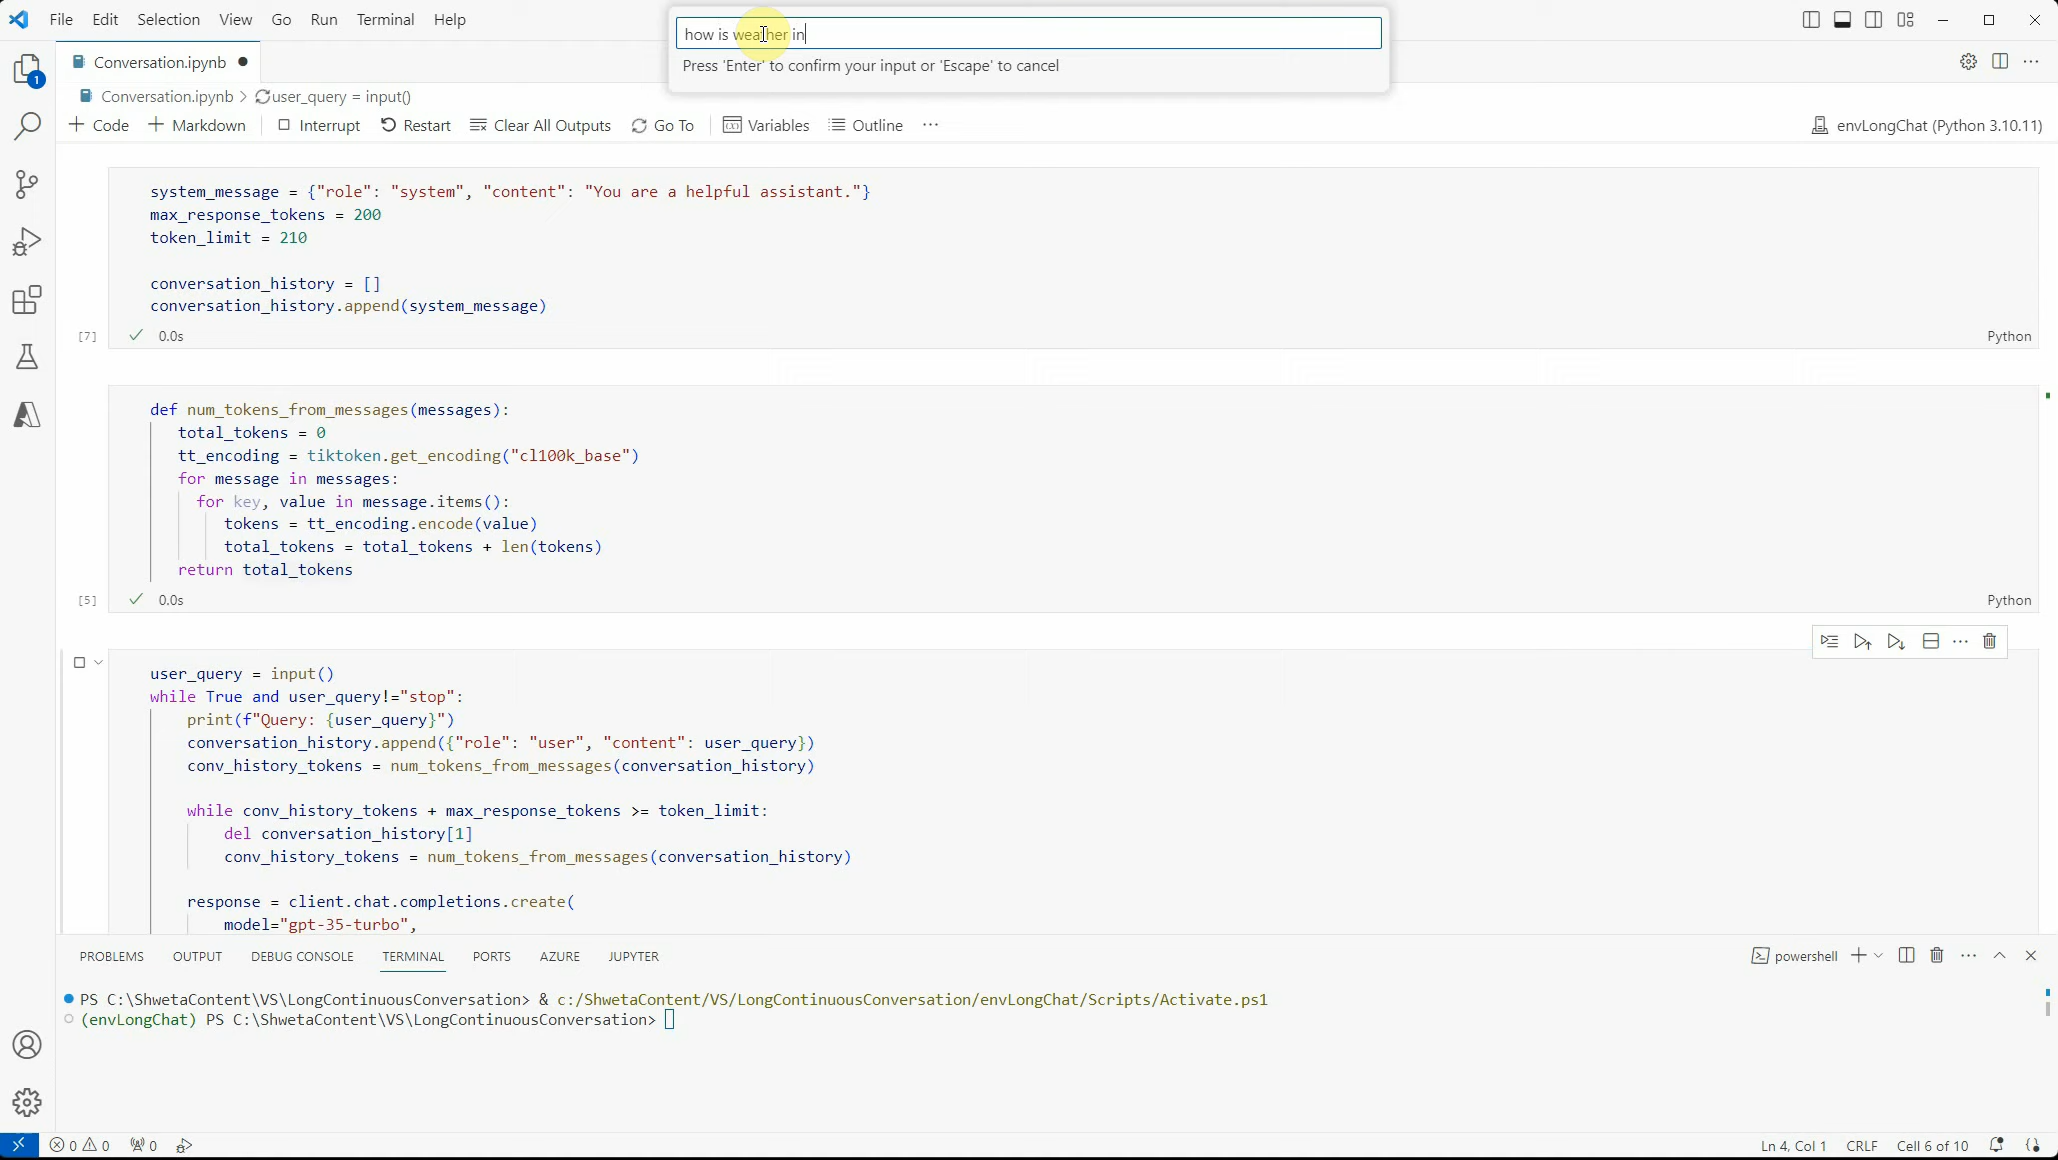 File Edit Selection View Go Run Terminal Help
how is weather in
Press 'Enter' to confirm your input or 'Escape' to cancel
Conversation.ipynb
1
Conversation.ipynb > user_query = input()
+ Code + Markdown Interrupt Restart Clear All Outputs Go To Variables Outline ...
envLongChat (Python 3.10.11)
system_message = {"role": "system", "content": "You are a helpful assistant."}
max_response_tokens = 200
token_limit = 210
conversation_history = []
conversation_history.append(system_message)
[7] 0.0s Python
def num_tokens_from_messages(messages):
total_tokens = 0
tt_encoding = tiktoken.get_encoding("cl100k_base")
for message in messages:
for key, value in message.items():
tokens = tt_encoding.encode(value)
total_tokens = total_tokens + len(tokens)
return total_tokens
[5] 0.0s Python
user_query = input()
while True and user_query!="stop":
print(f"Query: {user_query}")
conversation_history.append({"role": "user", "content": user_query})
conv_history_tokens = num_tokens_from_messages(conversation_history)
while conv_history_tokens + max_response_tokens >= token_limit:
del conversation_history[1]
conv_history_tokens = num_tokens_from_messages(conversation_history)
response = client.chat.completions.create(
model="gpt-35-turbo",
PROBLEMS OUTPUT DEBUG CONSOLE TERMINAL PORTS AZURE JUPYTER
powershell
PS C:\ShwetaContent\VS\LongContinuousConversation> & c:/ShwetaContent/VS/LongContinuousConversation/envLongChat/Scripts/Activate.ps1
(envLongChat) PS C:\ShwetaContent\VS\LongContinuousConversation>
0 0 0
Ln 4, Col 1 CRLF Cell 6 of 10